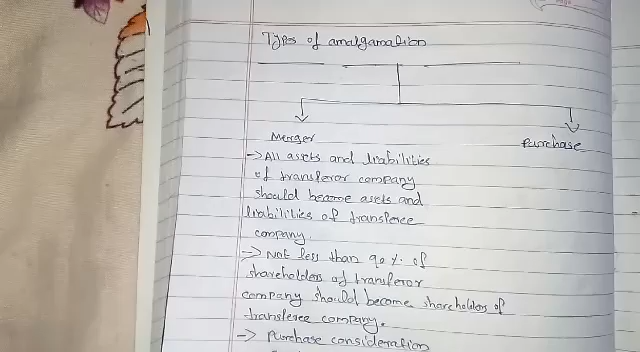 Types of amalgamation
Merger
Purchase
-> All assets and liabilities
of transferor company
should become assets and
liabilities of transferee
company.
-> Not less than 90 %. of
shareholders of transferor
company should become shareholders of
transferee company.
-> Purchase consideration